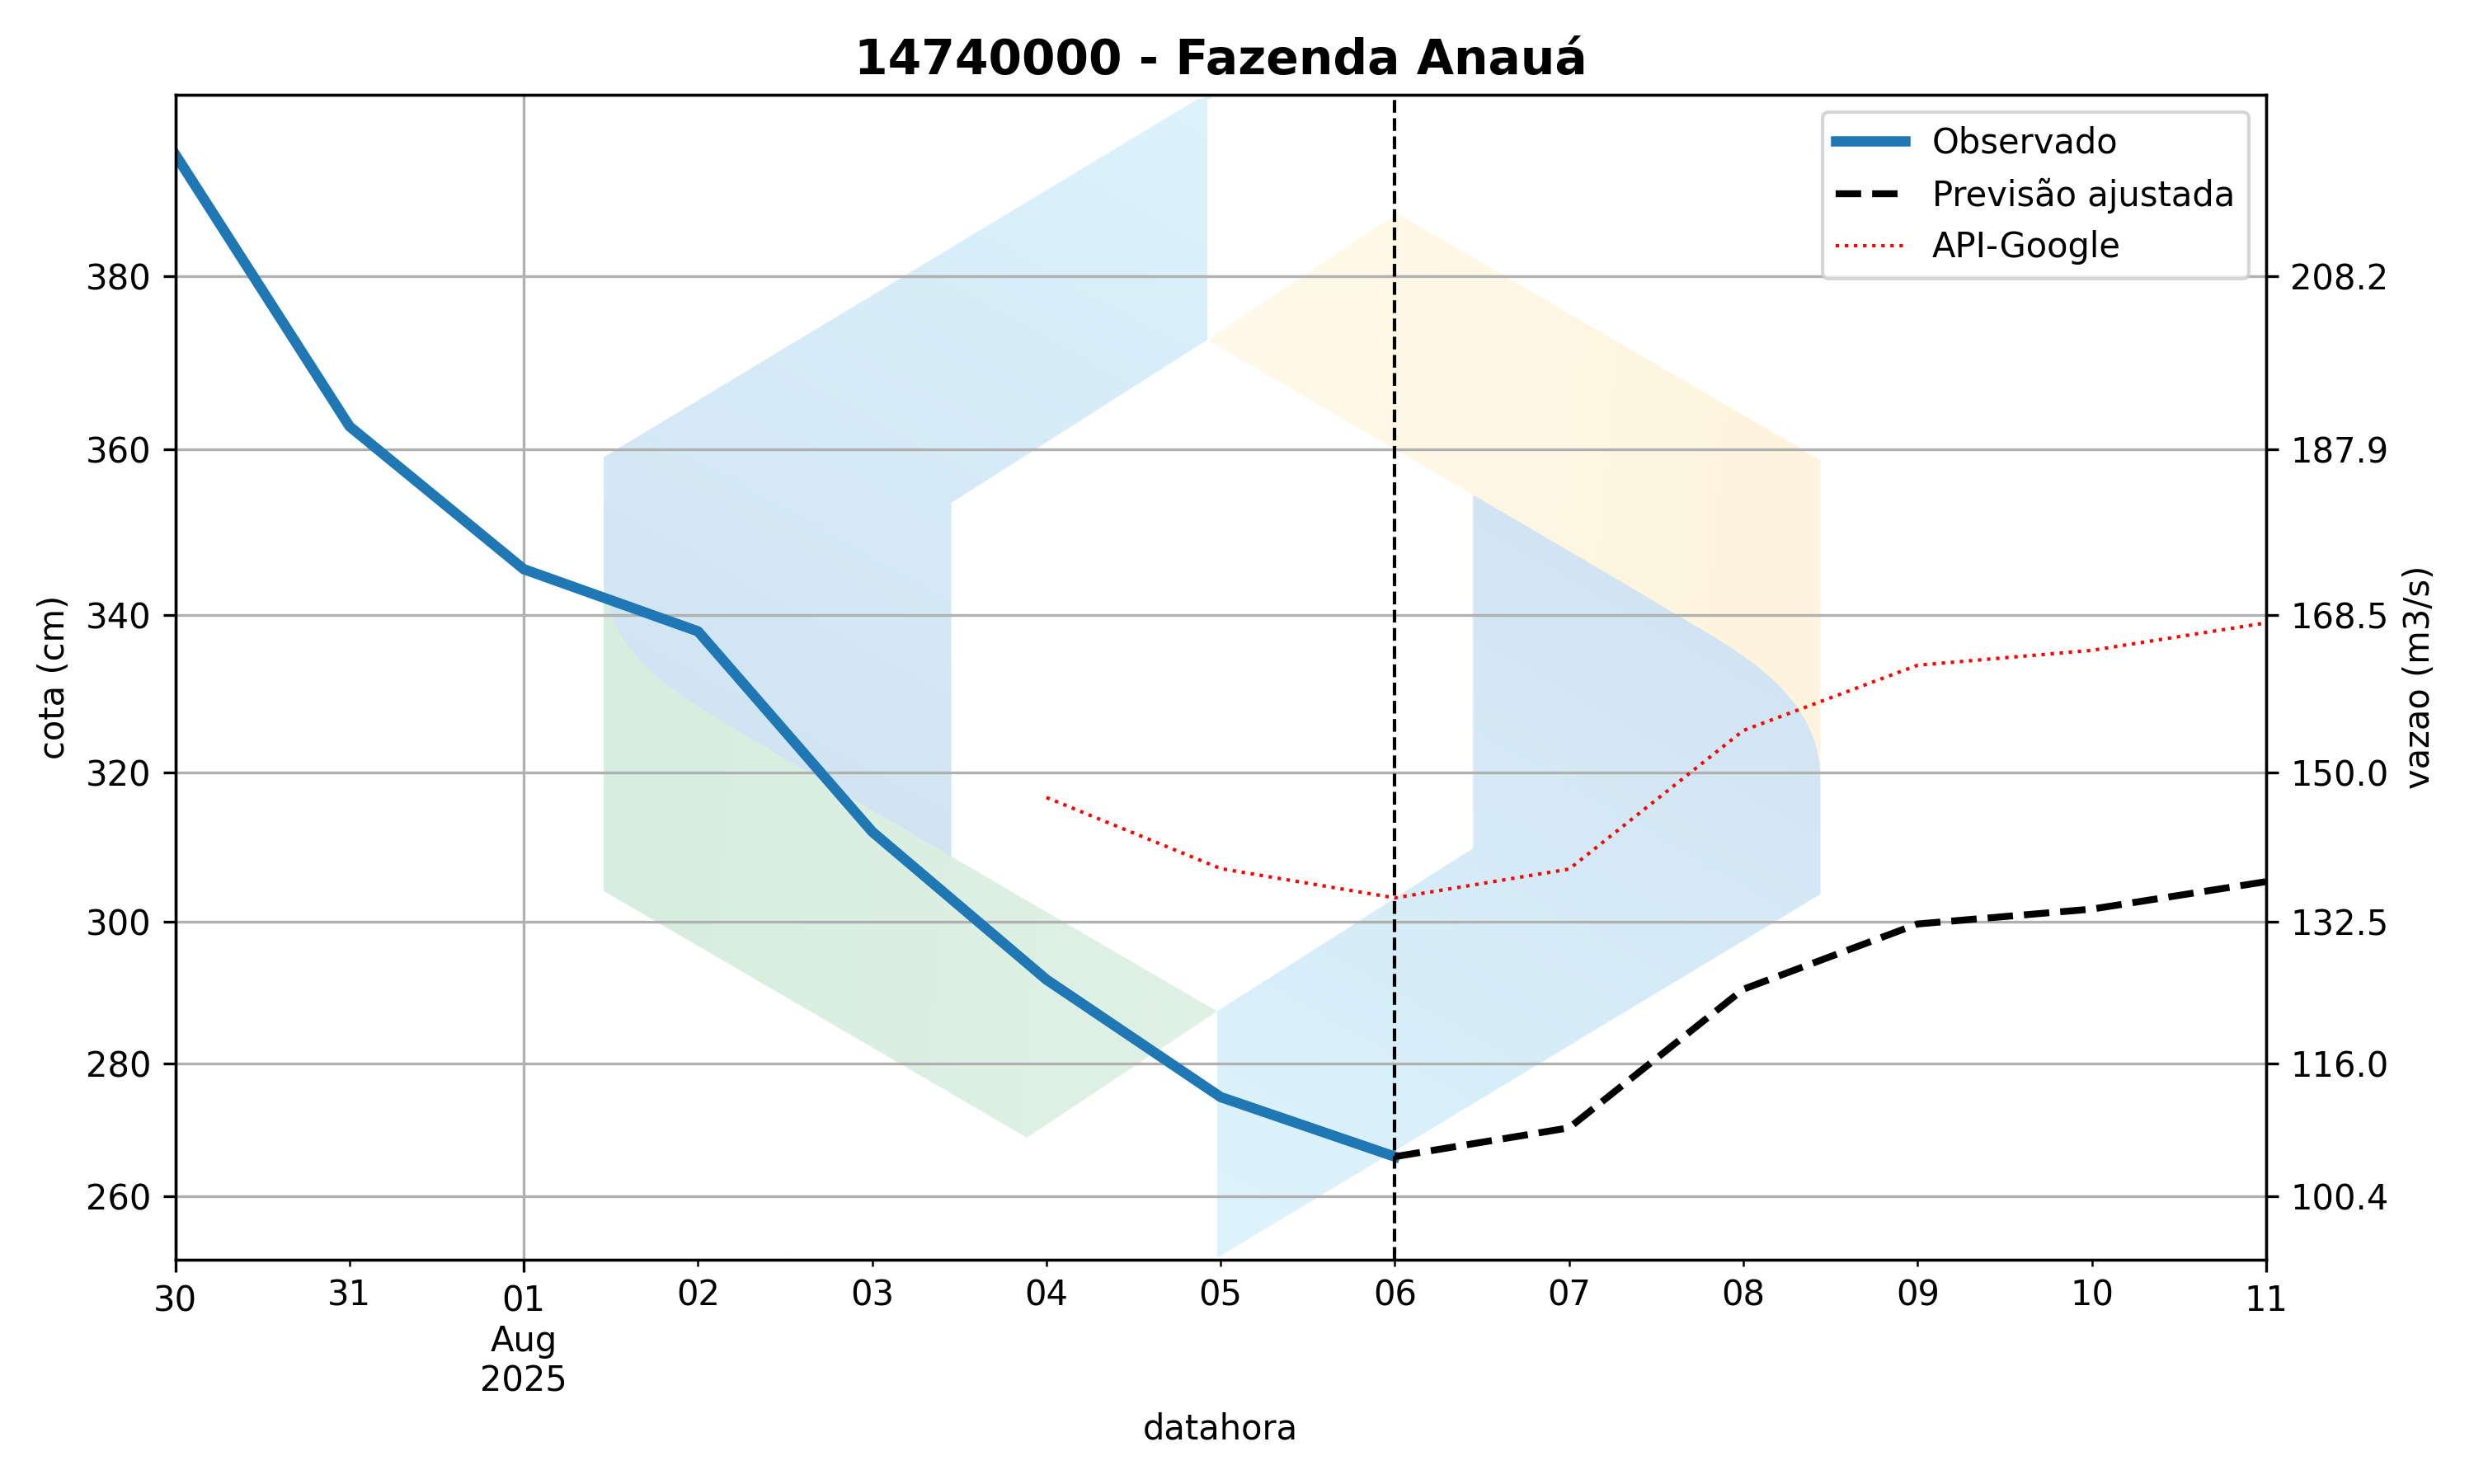 14740000 - Fazenda Anauá
Observado
Previsão ajustada
API-Google
380
360
340
320
300
280
260
cota (cm)
208.2
187.9
168.5
150.0
132.5
116.0
100.4
vazao (m3/s)
30 31 01 02 03 04 05 06 07 08 09 10 11
Aug
2025
datahora